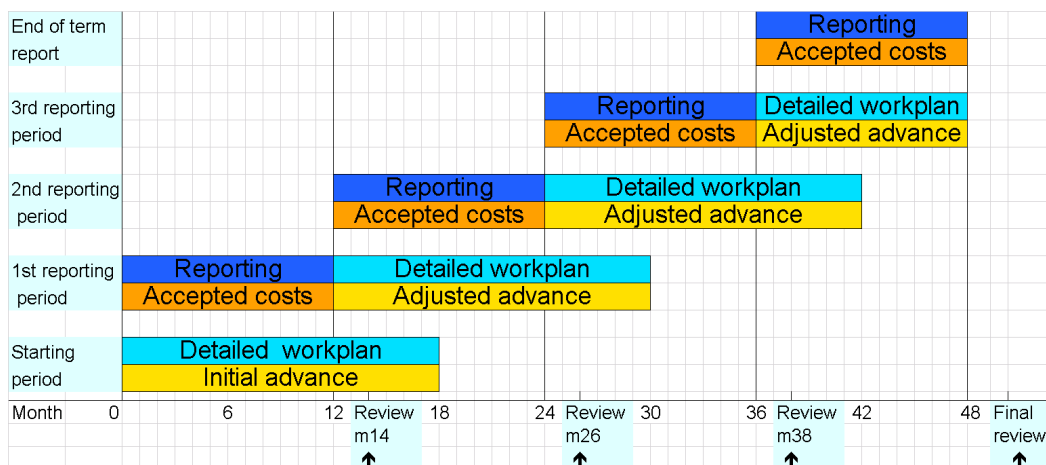 End of term
report
Reporting
Accepted costs
3rd reporting
period
Reporting
Detailed workplan
Accepted costs
Adjusted advance
2nd reporting
period
Reporting
Detailed workplan
Accepted costs
Adjusted advance
1st reporting
period
Reporting
Detailed workplan
Accepted costs
Adjusted advance
Starting
period
Detailed workplan
Initial advance
Month 0 6 12 Review 18 24 Review 30 36 Review 42 48 Final
m14 m26 m38 review